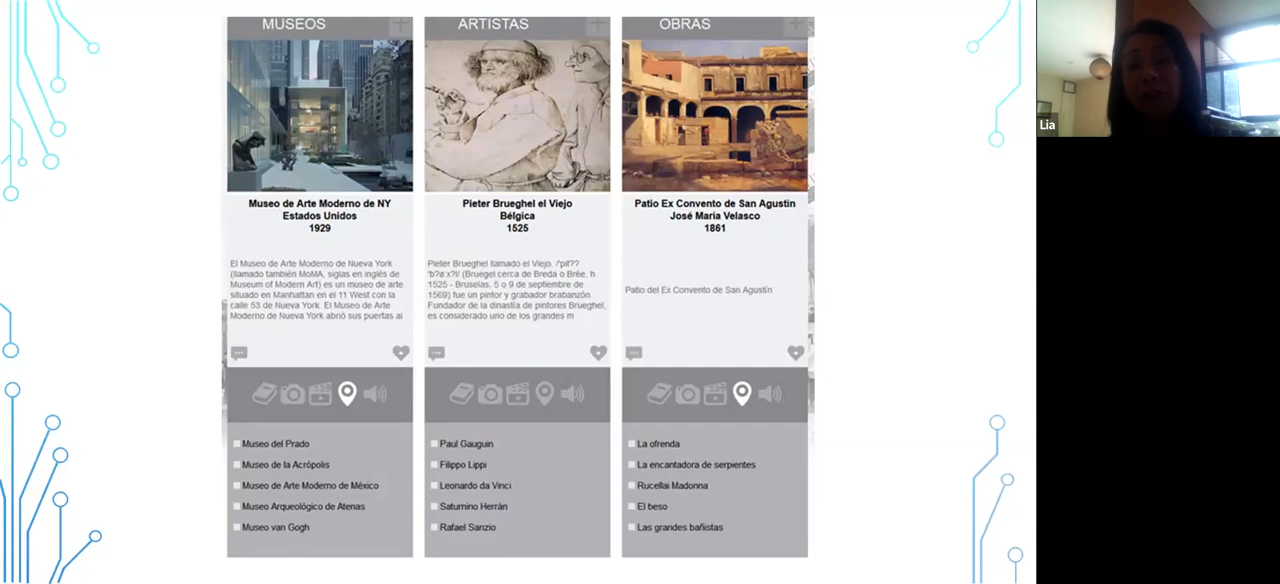 MUSEOS
Museo de Arte Moderno de NY
Estados Unidos
1929
El Museo de Arte Moderno de Nueva York
(llamado también MoMA, siglas en inglés de
Museum of Modern Art) es un museo de arte
situado en Manhattan en el 11 West con la
calle 53 de Nueva York. El Museo de Arte
Moderno de Nueva York abrió sus puertas al
Museo del Prado
Museo de la Acrópolis
Museo de Arte Moderno de México
Museo Arqueológico de Atenas
Museo van Gogh
ARTISTAS
Pieter Brueghel el Viejo
Bélgica
1525
Pieter Brueghel llamado el Viejo, /'pit??
'b?ø:x?l/ (Bruegel cerca de Breda o Brée, h.
1525 - Bruselas, 5 o 9 de septiembre de
1569) fue un pintor y grabador brabanzón.
Fundador de la dinastía de pintores Brueghel,
es considerado uno de los grandes m
Paul Gauguin
Filippo Lippi
Leonardo da Vinci
Saturnino Herrán
Rafael Sanzio
OBRAS
Patio Ex Convento de San Agustín
José María Velasco
1861
Patio del Ex Convento de San Agustín
La ofrenda
La encantadora de serpientes
Rucellai Madonna
El beso
Las grandes bañistas
Lia